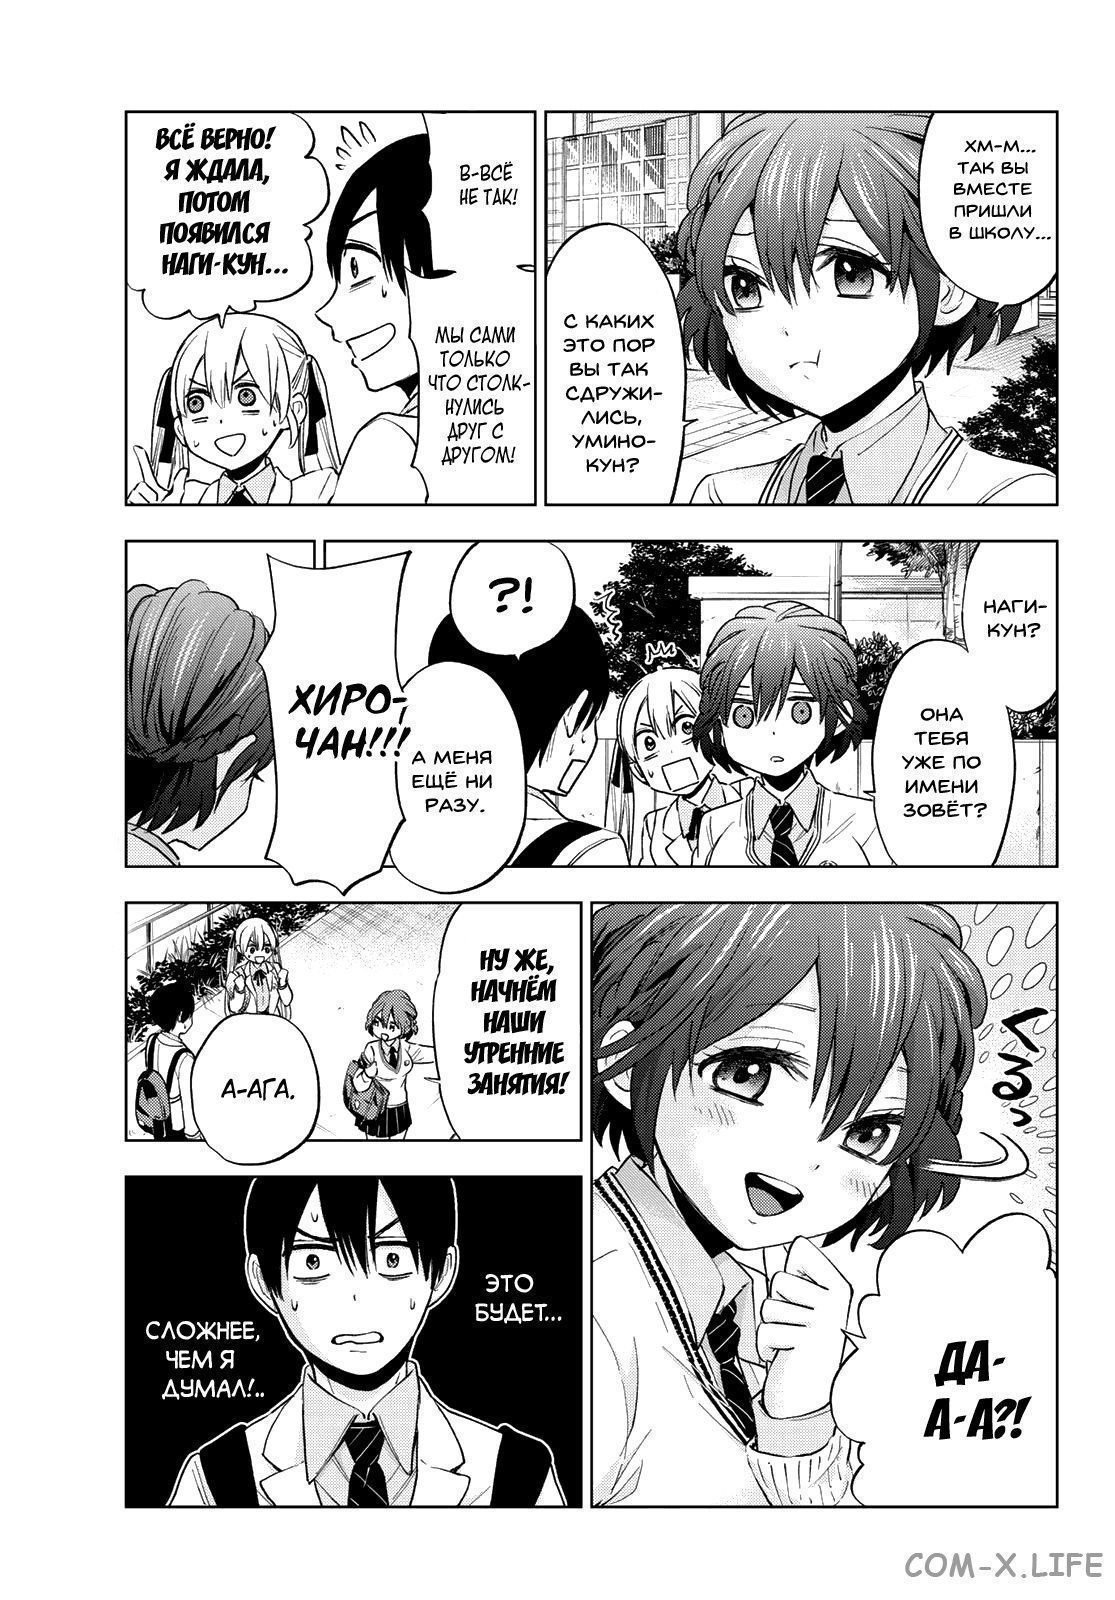 ХМ-М...
ТАК ВЫ
ВМЕСТЕ
ПРИШЛИ
В ШКОЛУ...
С КАКИХ
ЭТО ПОР
ВЫ ТАК
СДРУЖИ-
ЛИСЬ,
УМИНО-
КУН?
В-ВСЁ
НЕ ТАК!
МЫ САМИ
ТОЛЬКО
ЧТО СТОЛК-
НУЛИСЬ
ДРУГ С
ДРУГОМ!
ВСЁ ВЕРНО!
Я ЖДАЛА,
ПОТОМ
ПОЯВИЛСЯ
НАГИ-КУН...
НАГИ-
КУН?
ОНА
ТЕБЯ
УЖЕ ПО
ИМЕНИ
ЗОВЁТ?
?!
А МЕНЯ
ЕЩЁ НИ
РАЗУ.
ХИРО-
ЧАН!!!
くるっ
ДА-
А-А?!
НУ ЖЕ,
НАЧНЁМ
НАШИ
УТРЕННИЕ
ЗАНЯТИЯ!
А-АГА.
ЭТО
БУДЕТ...
СЛОЖНЕЕ,
ЧЕМ Я
ДУМАЛ!..
COM-X.LIFE